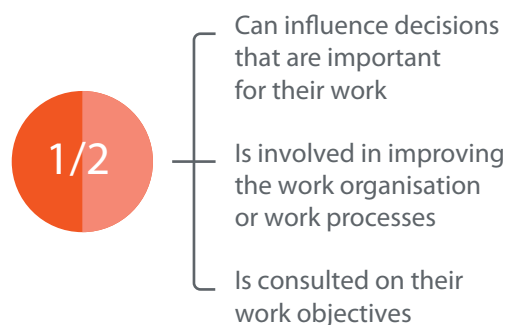 1/2
Can influence decisions
that are important
for their work
Is involved in improving
the work organisation
or work processes
Is consulted on their
work objectives